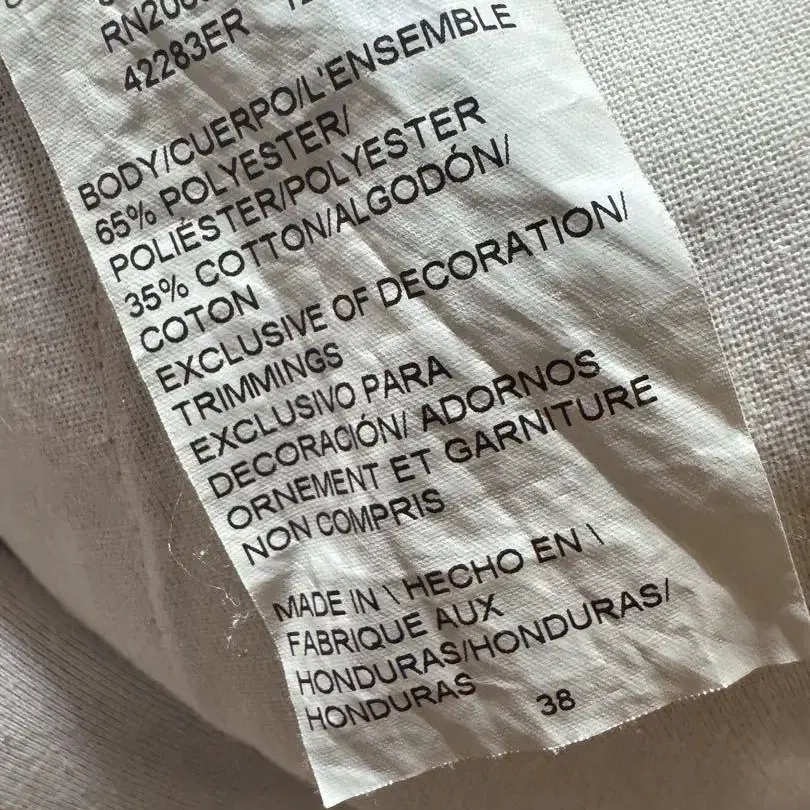 42283ER
BODY/CUERPO/L'ENSEMBLE
65% POLYESTER/
POLIÉSTER/POLYESTER
35% COTTON/ALGODÓN/
COTON
EXCLUSIVE OF DECORATION/
TRIMMINGS
EXCLUSIVO PARA
DECORACIÓN/ ADORNOS
ORNEMENT ET GARNITURE
NON COMPRIS
MADE IN \ HECHO EN \
FABRIQUE AUX
HONDURAS/HONDURAS/
HONDURAS
38